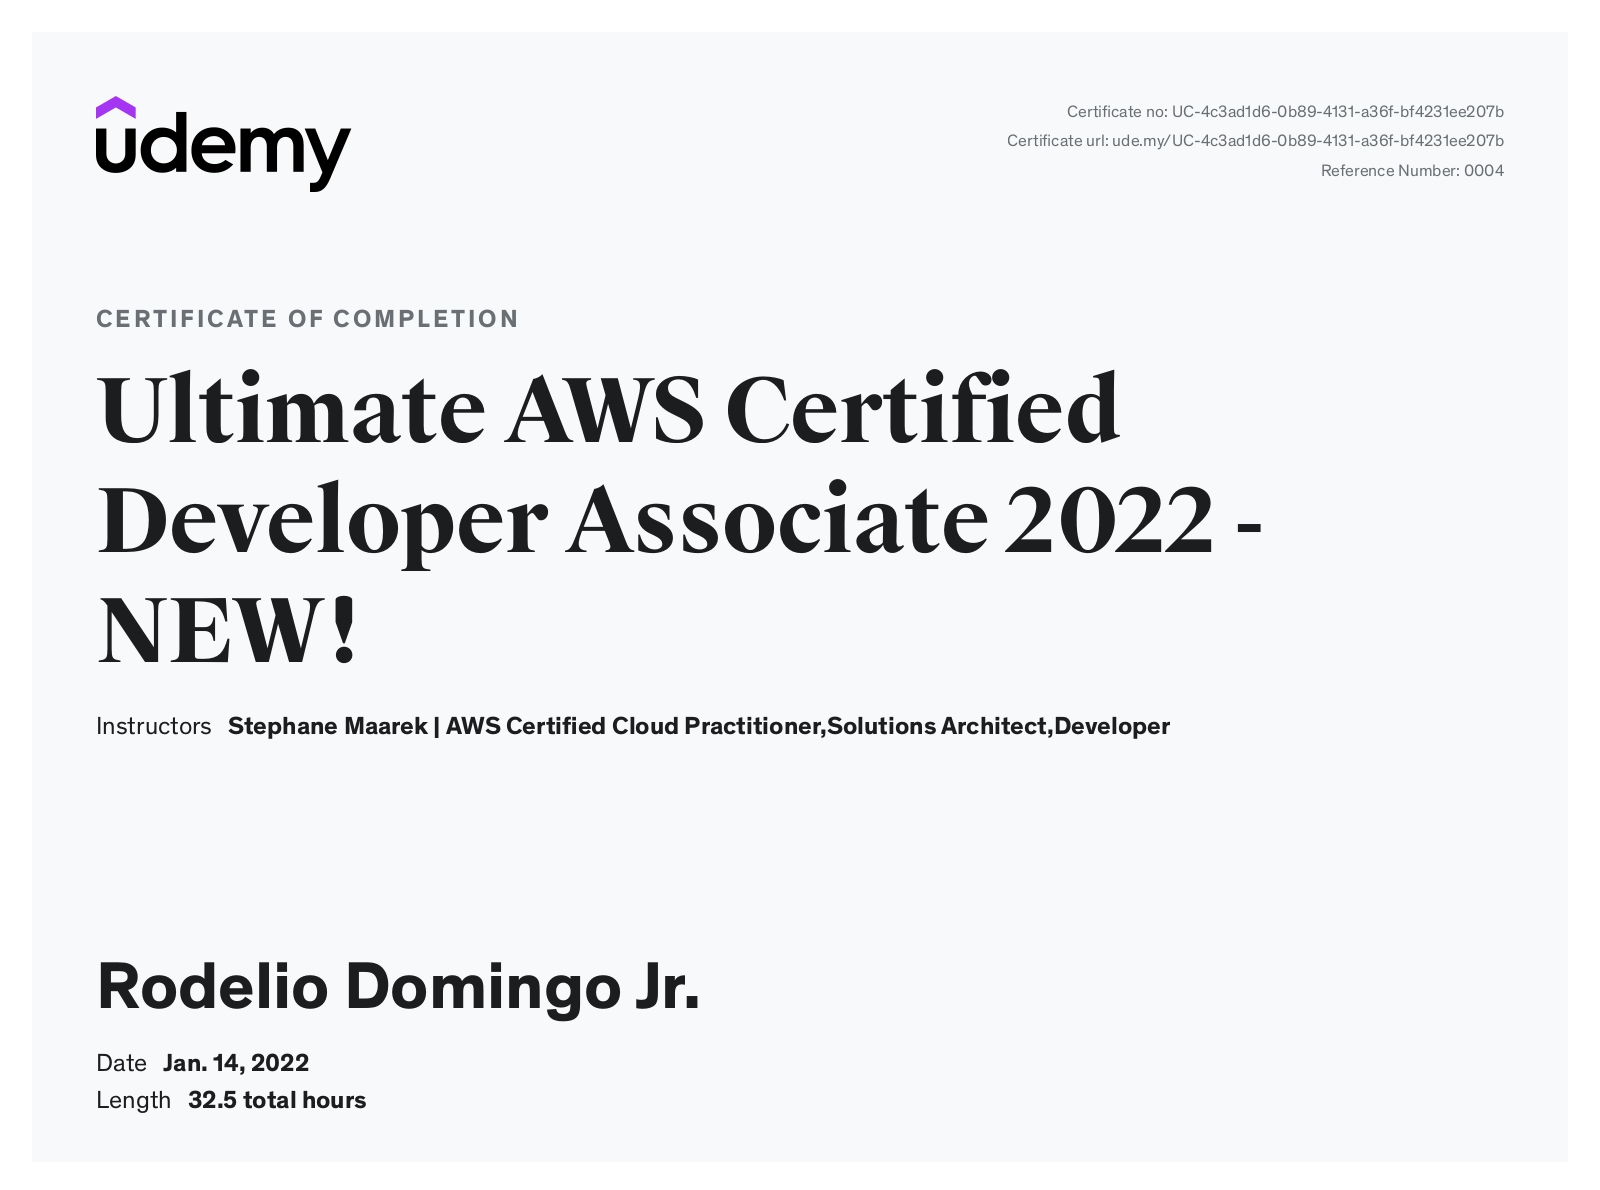 udemy
Certificate no: UC-4c3ad1d6-0b89-4131-a36f-bf4231ee207b
Certificate url: ude.my/UC-4c3ad1d6-0b89-4131-a36f-bf4231ee207b
Reference Number: 0004
CERTIFICATE OF COMPLETION
Ultimate AWS Certified
Developer Associate 2022 -
NEW!
Instructors Stephane Maarek | AWS Certified Cloud Practitioner,Solutions Architect,Developer
Rodelio Domingo Jr.
Date Jan. 14, 2022
Length 32.5 total hours